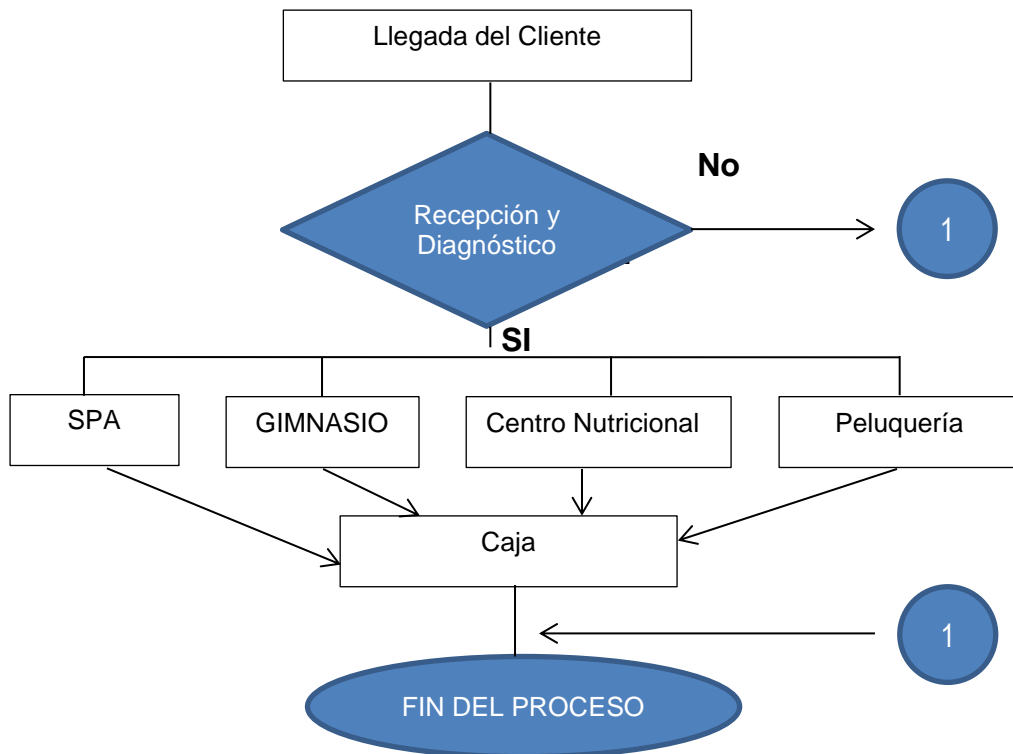 Llegada del Cliente
No
Recepción y
Diagnóstico
1
SI
SPA
GIMNASIO
Centro Nutricional
Peluquería
Caja
1
FIN DEL PROCESO